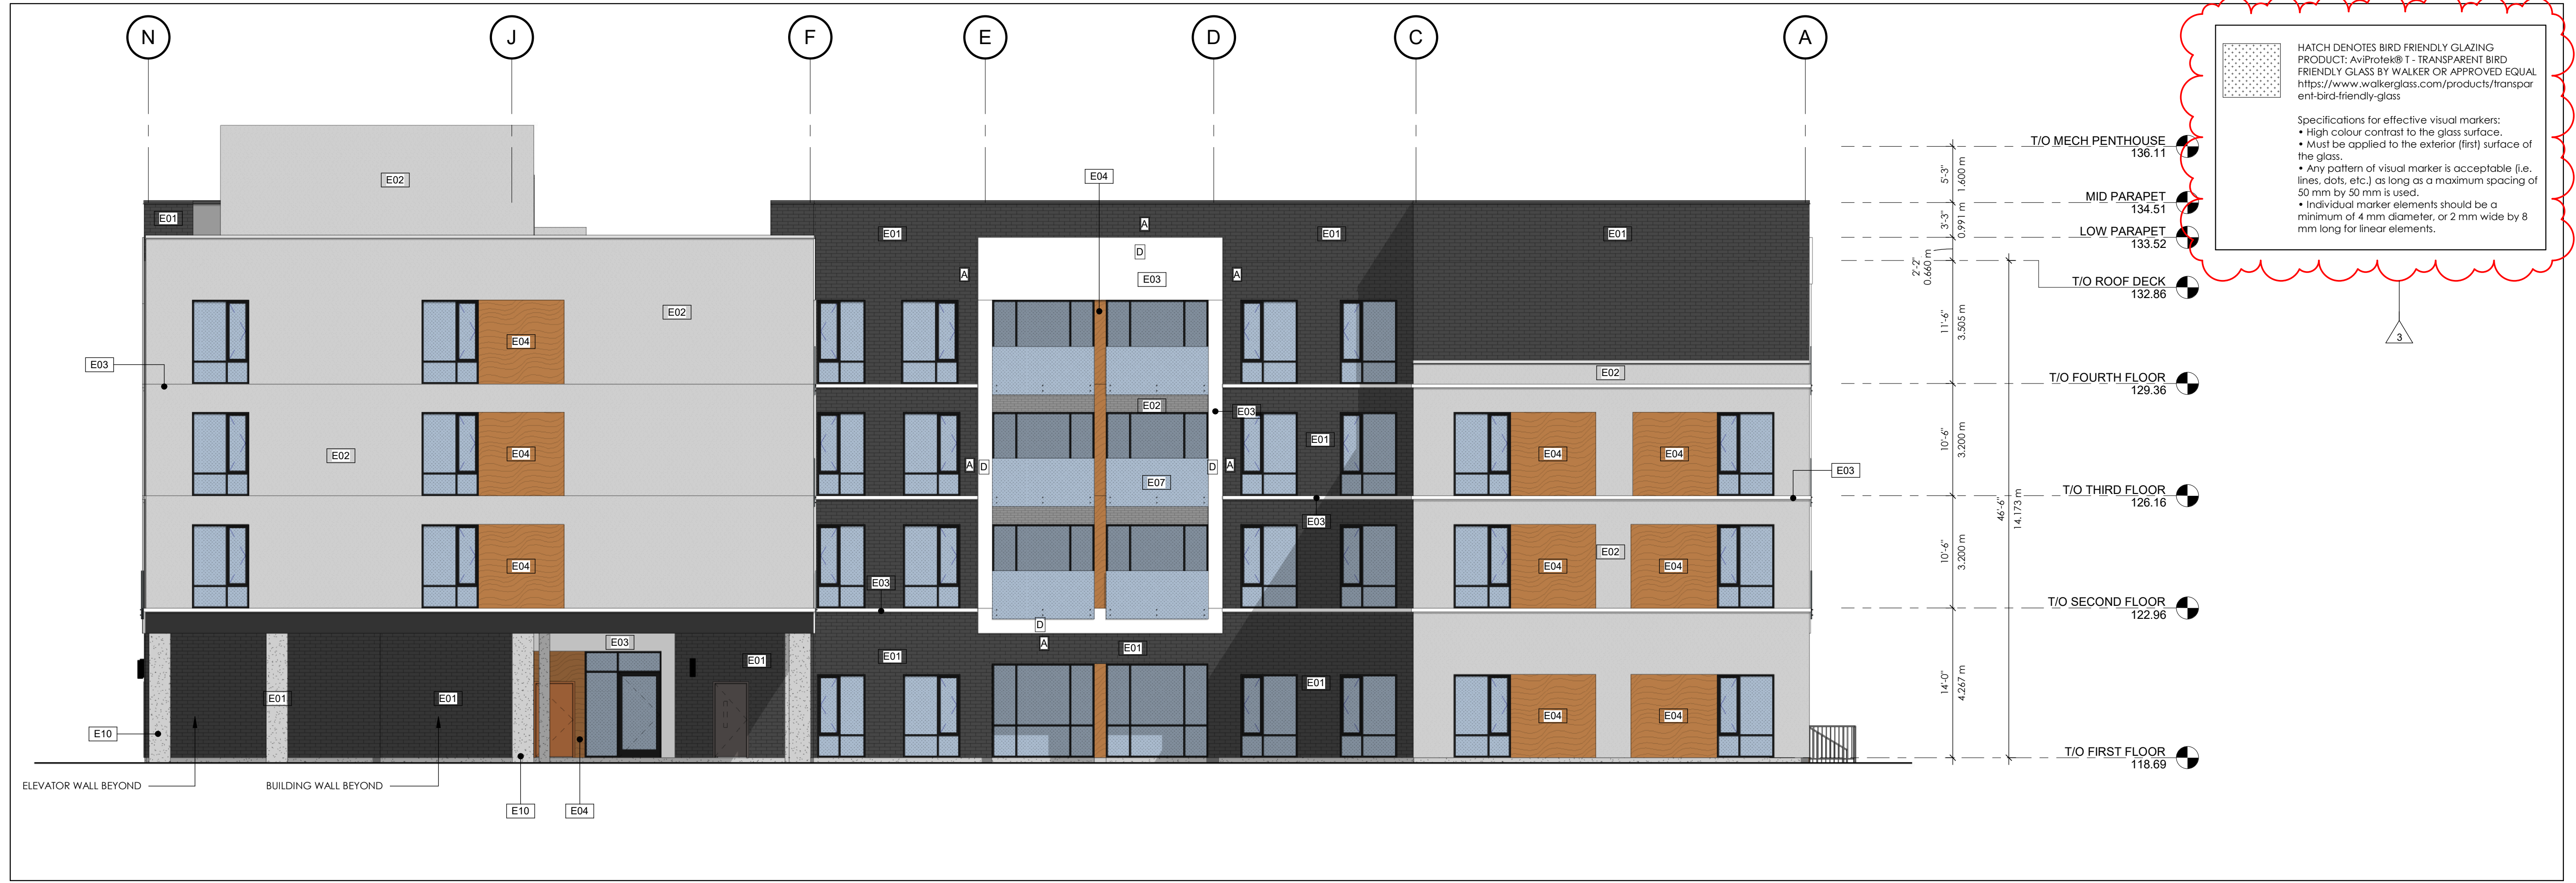 N
J
F
E
D
C
A
HATCH DENOTES BIRD FRIENDLY GLAZING
PRODUCT: AviProtek® T - TRANSPARENT BIRD
FRIENDLY GLASS BY WALKER OR APPROVED EQUAL
https://www.walkerglass.com/products/transpar
ent-bird-friendly-glass
Specifications for effective visual markers:
• High colour contrast to the glass surface.
• Must be applied to the exterior (first) surface of
the glass.
• Any pattern of visual marker is acceptable (i.e.
lines, dots, etc.) as long as a maximum spacing of
50 mm by 50 mm is used.
• Individual marker elements should be a
minimum of 4 mm diameter, or 2 mm wide by 8
mm long for linear elements.
3
T/O MECH PENTHOUSE
136.11
5'-3"
1.600 m
MID PARAPET
134.51
3'-3"
0.991 m
LOW PARAPET
133.52
2'-2"
0.660 m
T/O ROOF DECK
132.86
11'-6"
3.505 m
T/O FOURTH FLOOR
129.36
10'-6"
3.200 m
T/O THIRD FLOOR
126.16
46'-6"
14.173 m
10'-6"
3.200 m
T/O SECOND FLOOR
122.96
14'-0"
4.267 m
T/O FIRST FLOOR
118.69
E02
E04
E01
A
E01
E01
E01
D
A
A
E03
E02
E04
E03
E02
E02
E03
E01
E02
E04
E04
E04
A
D
D
A
E03
E07
E03
E02
E04
E04
E04
E03
D
E03
A
E01
E01
E01
E01
E01
E01
E04
E04
E10
ELEVATOR WALL BEYOND
BUILDING WALL BEYOND
E10
E04